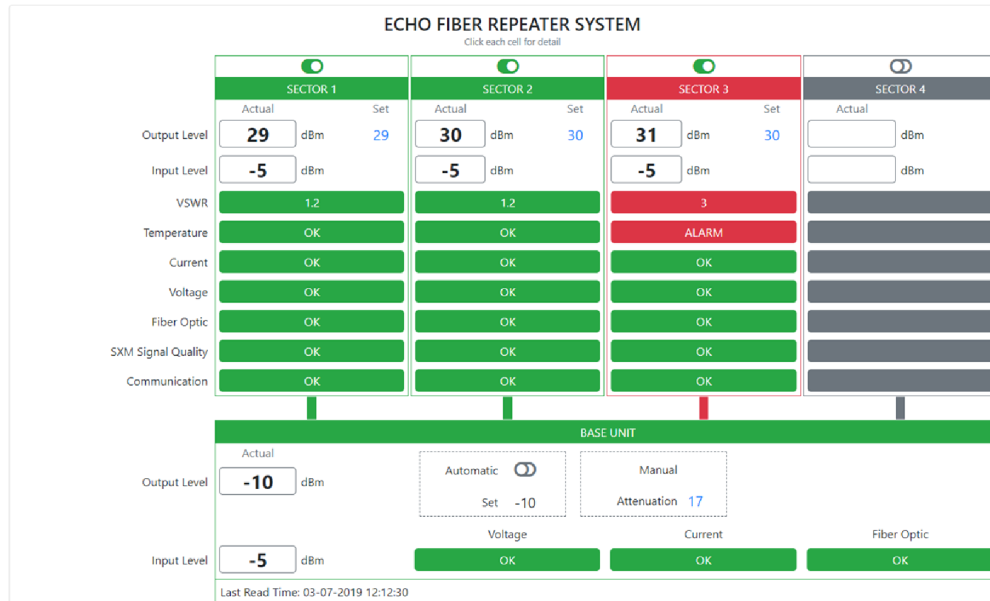 ECHO FIBER REPEATER SYSTEM
Click each cell for detail
SECTOR 1 SECTOR 2 SECTOR 3 SECTOR 4
Actual Set Actual Set Actual Set Actual
Output Level 29 dBm 29 30 dBm 30 31 dBm 30 dBm
Input Level -5 dBm -5 dBm -5 dBm dBm
VSWR 1.2 1.2 3
Temperature OK OK ALARM
Current OK OK OK
Voltage OK OK OK
Fiber Optic OK OK OK
SXM Signal Quality OK OK OK
Communication OK OK OK
BASE UNIT
Actual
Automatic Manual
Output Level -10 dBm
Set -10 Attenuation 17
Voltage Current Fiber Optic
Input Level -5 dBm OK OK OK
Last Read Time: 03-07-2019 12:12:30